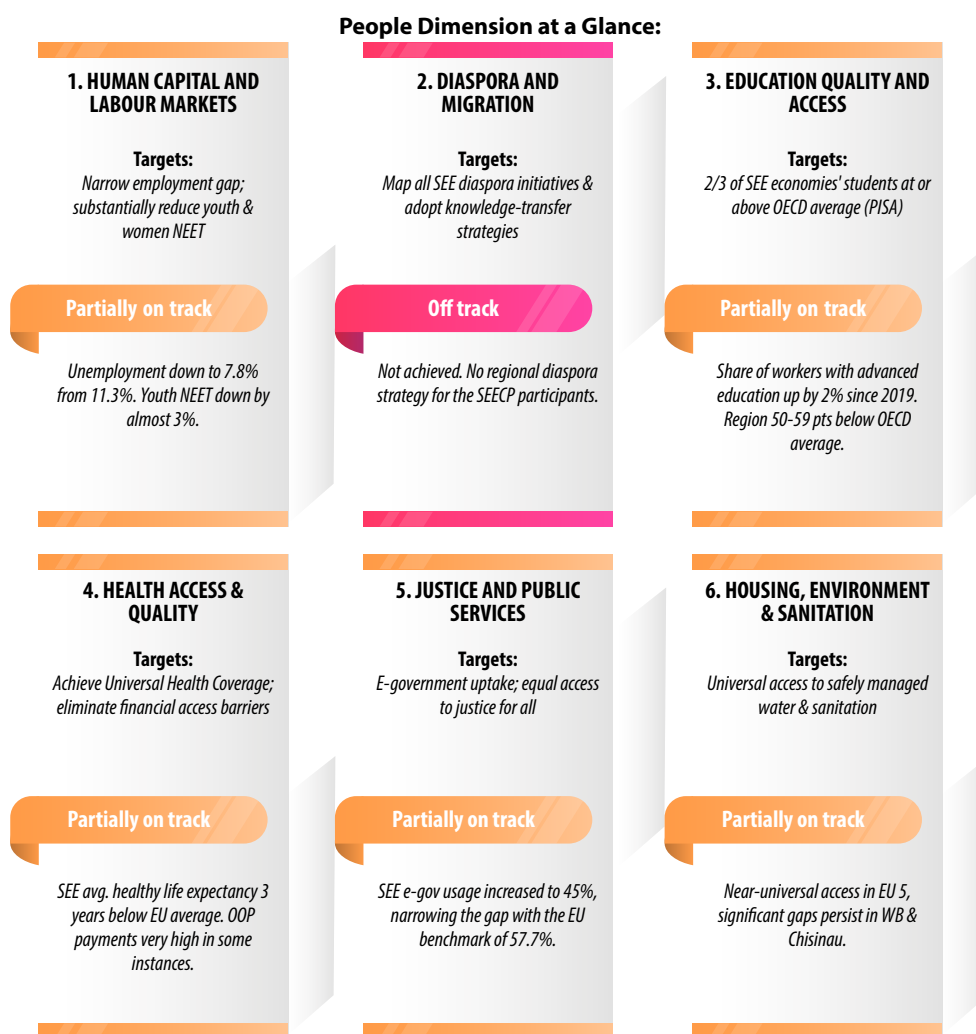 People Dimension at a Glance:
1. HUMAN CAPITAL AND
LABOUR MARKETS
Targets:
Narrow employment gap;
substantially reduce youth &
women NEET
Partially on track
Unemployment down to 7.8%
from 11.3%. Youth NEET down by
almost 3%.
2. DIASPORA AND
MIGRATION
Targets:
Map all SEE diaspora initiatives &
adopt knowledge-transfer
strategies
Off track
Not achieved. No regional diaspora
strategy for the SEECP participants.
3. EDUCATION QUALITY AND
ACCESS
Targets:
2/3 of SEE economies' students at or
above OECD average (PISA)
Partially on track
Share of workers with advanced
education up by 2% since 2019.
Region 50-59 pts below OECD
average.
4. HEALTH ACCESS &
QUALITY
Targets:
Achieve Universal Health Coverage;
eliminate financial access barriers
Partially on track
SEE avg. healthy life expectancy 3
years below EU average. OOP
payments very high in some
instances.
5. JUSTICE AND PUBLIC
SERVICES
Targets:
E-government uptake; equal access
to justice for all
Partially on track
SEE e-gov usage increased to 45%,
narrowing the gap with the EU
benchmark of 57.7%.
6. HOUSING, ENVIRONMENT
& SANITATION
Targets:
Universal access to safely managed
water & sanitation
Partially on track
Near-universal access in EU 5,
significant gaps persist in WB &
Chisinau.